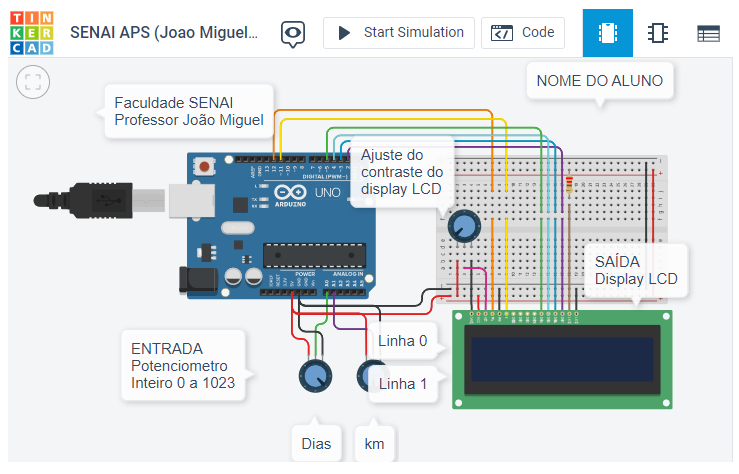 TIN
KER
CAD
SENAI APS (Joao Miguel...
Start Simulation
Code
NOME DO ALUNO
Faculdade SENAI
Professor João Miguel
Ajuste do
contraste do
display LCD
DIGITAL (PWM~)
UNO
ARDUINO
POWER
ANALOG IN
SAÍDA
Display LCD
ENTRADA
Potenciometro
Inteiro 0 a 1023
Linha 0
Linha 1
Dias
km